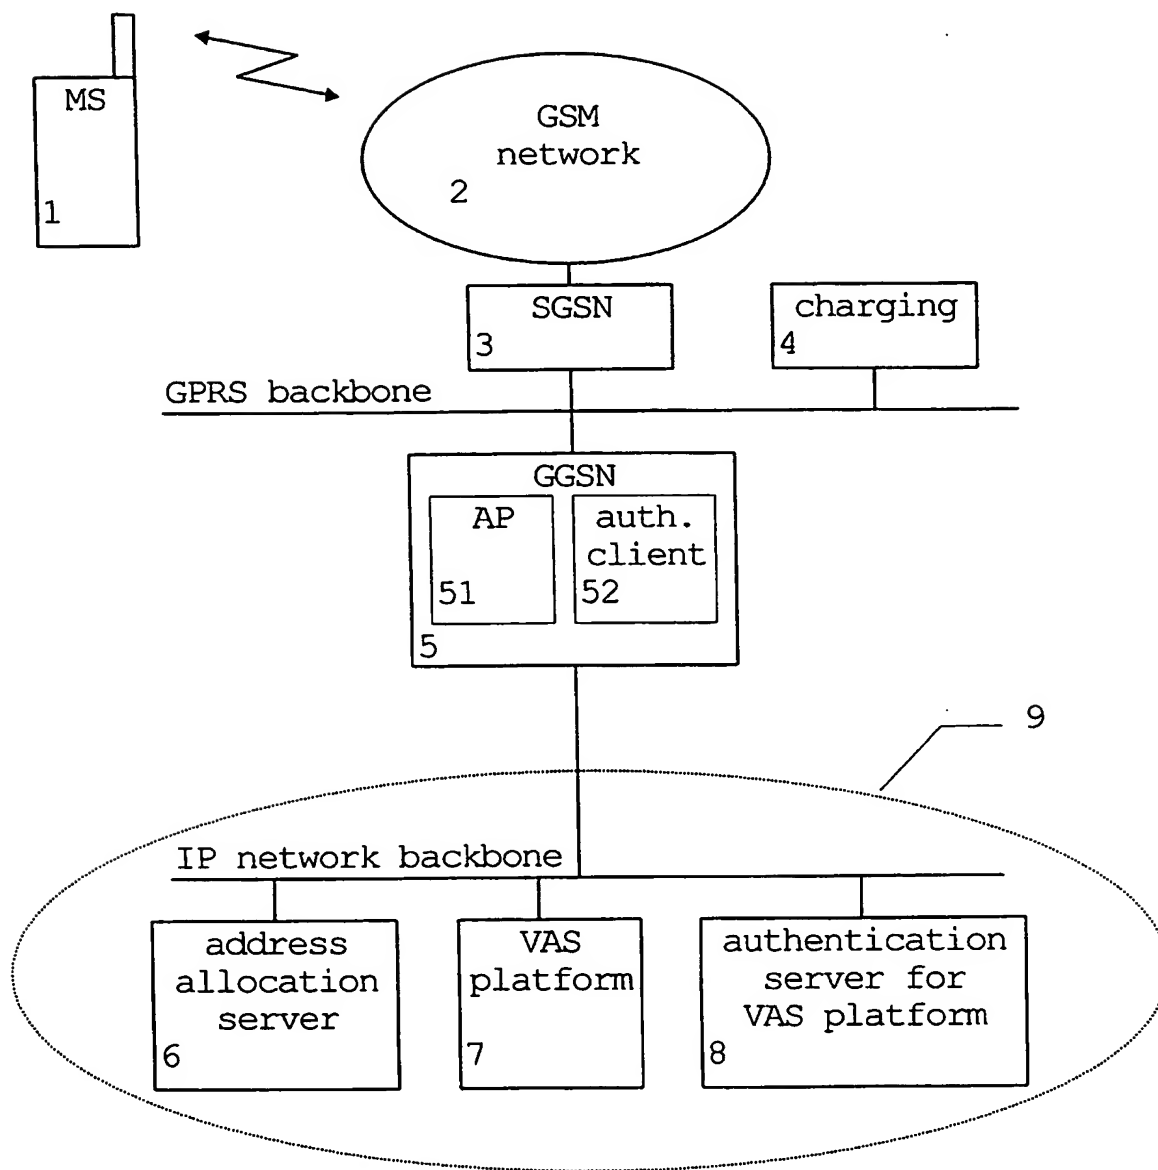 MS
1
GSM
network
2
SGSN
3
charging
4
GPRS backbone
GGSN
AP
51
auth.
client
52
5
9
IP network backbone
address
allocation
server
6
VAS
platform
7
authentication
server for
VAS platform
8